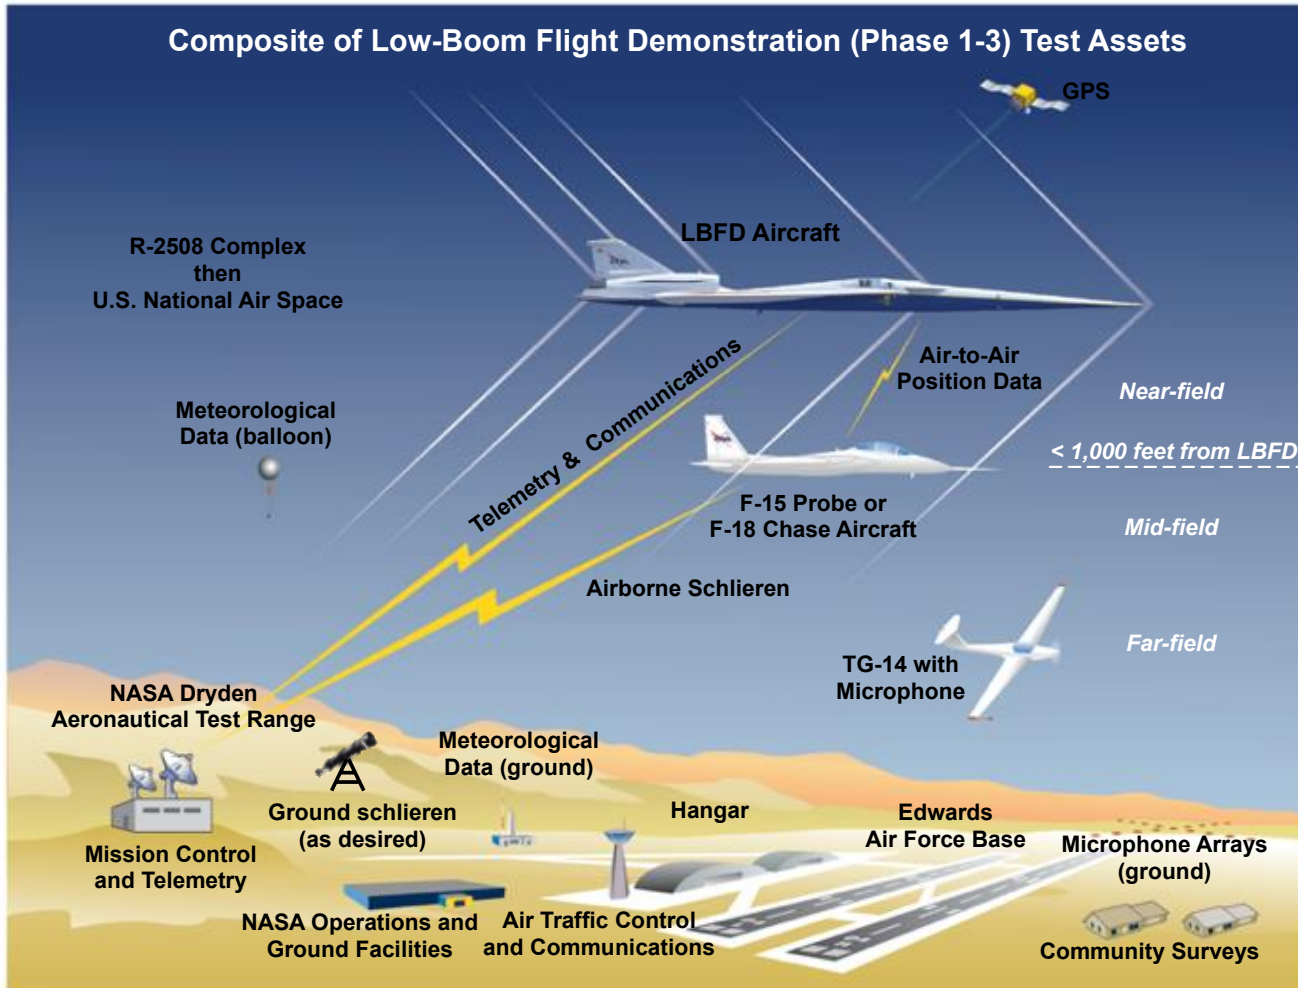 Composite of Low-Boom Flight Demonstration (Phase 1-3) Test Assets
GPS
LBFD Aircraft
R-2508 Complex
then
U.S. National Air Space
Air-to-Air
Position Data
Near-field
Meteorological
Data (balloon)
Telemetry & Communications
< 1,000 feet from LBFD
F-15 Probe or
F-18 Chase Aircraft
Mid-field
Airborne Schlieren
Far-field
TG-14 with
Microphone
NASA Dryden
Aeronautical Test Range
Meteorological
Data (ground)
Ground schlieren
(as desired)
Hangar
Edwards
Air Force Base
Microphone Arrays
(ground)
Mission Control
and Telemetry
NASA Operations and
Ground Facilities
Air Traffic Control
and Communications
Community Surveys